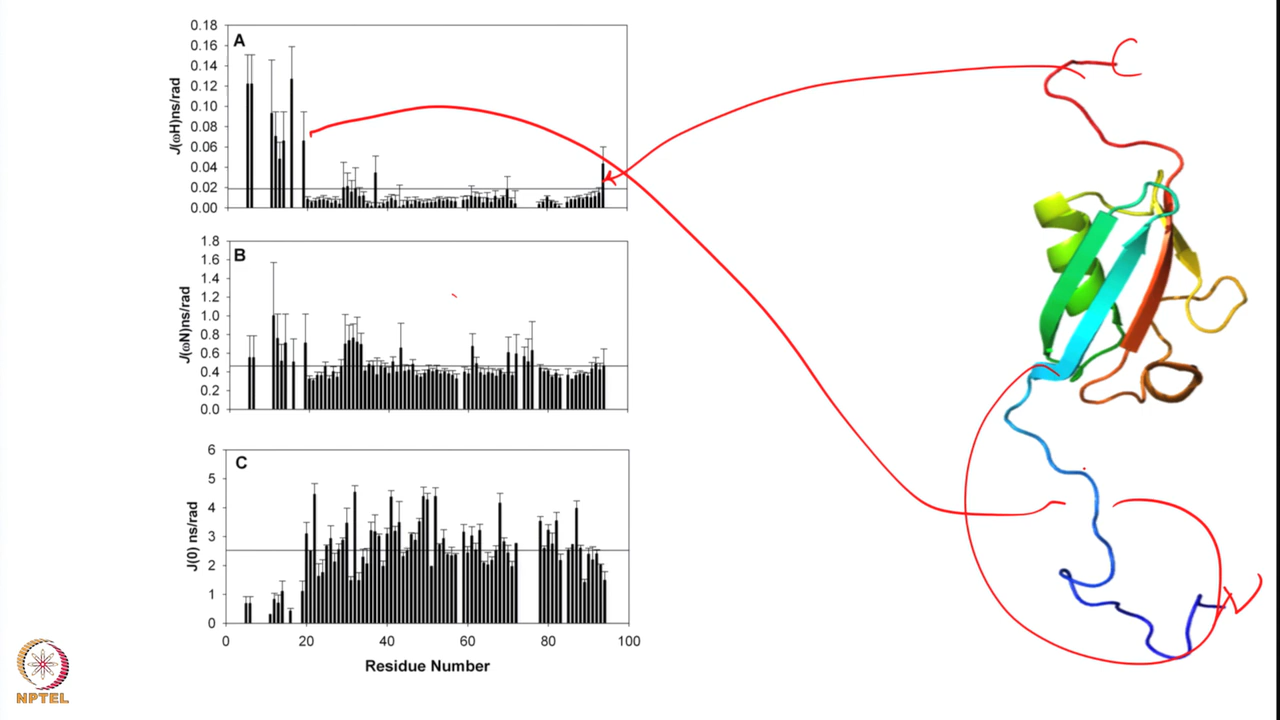 A
0.18
0.16
0.14
0.12
0.10
0.08
0.06
0.04
0.02
0.00
J(ωH)ns/rad
B
1.8
1.6
1.4
1.2
1.0
0.8
0.6
0.4
0.2
0.0
J(ωN)ns/rad
C
6
5
4
3
2
1
0
J(0) ns/rad
0 20 40 60 80 100
Residue Number
C
N
NPTEL